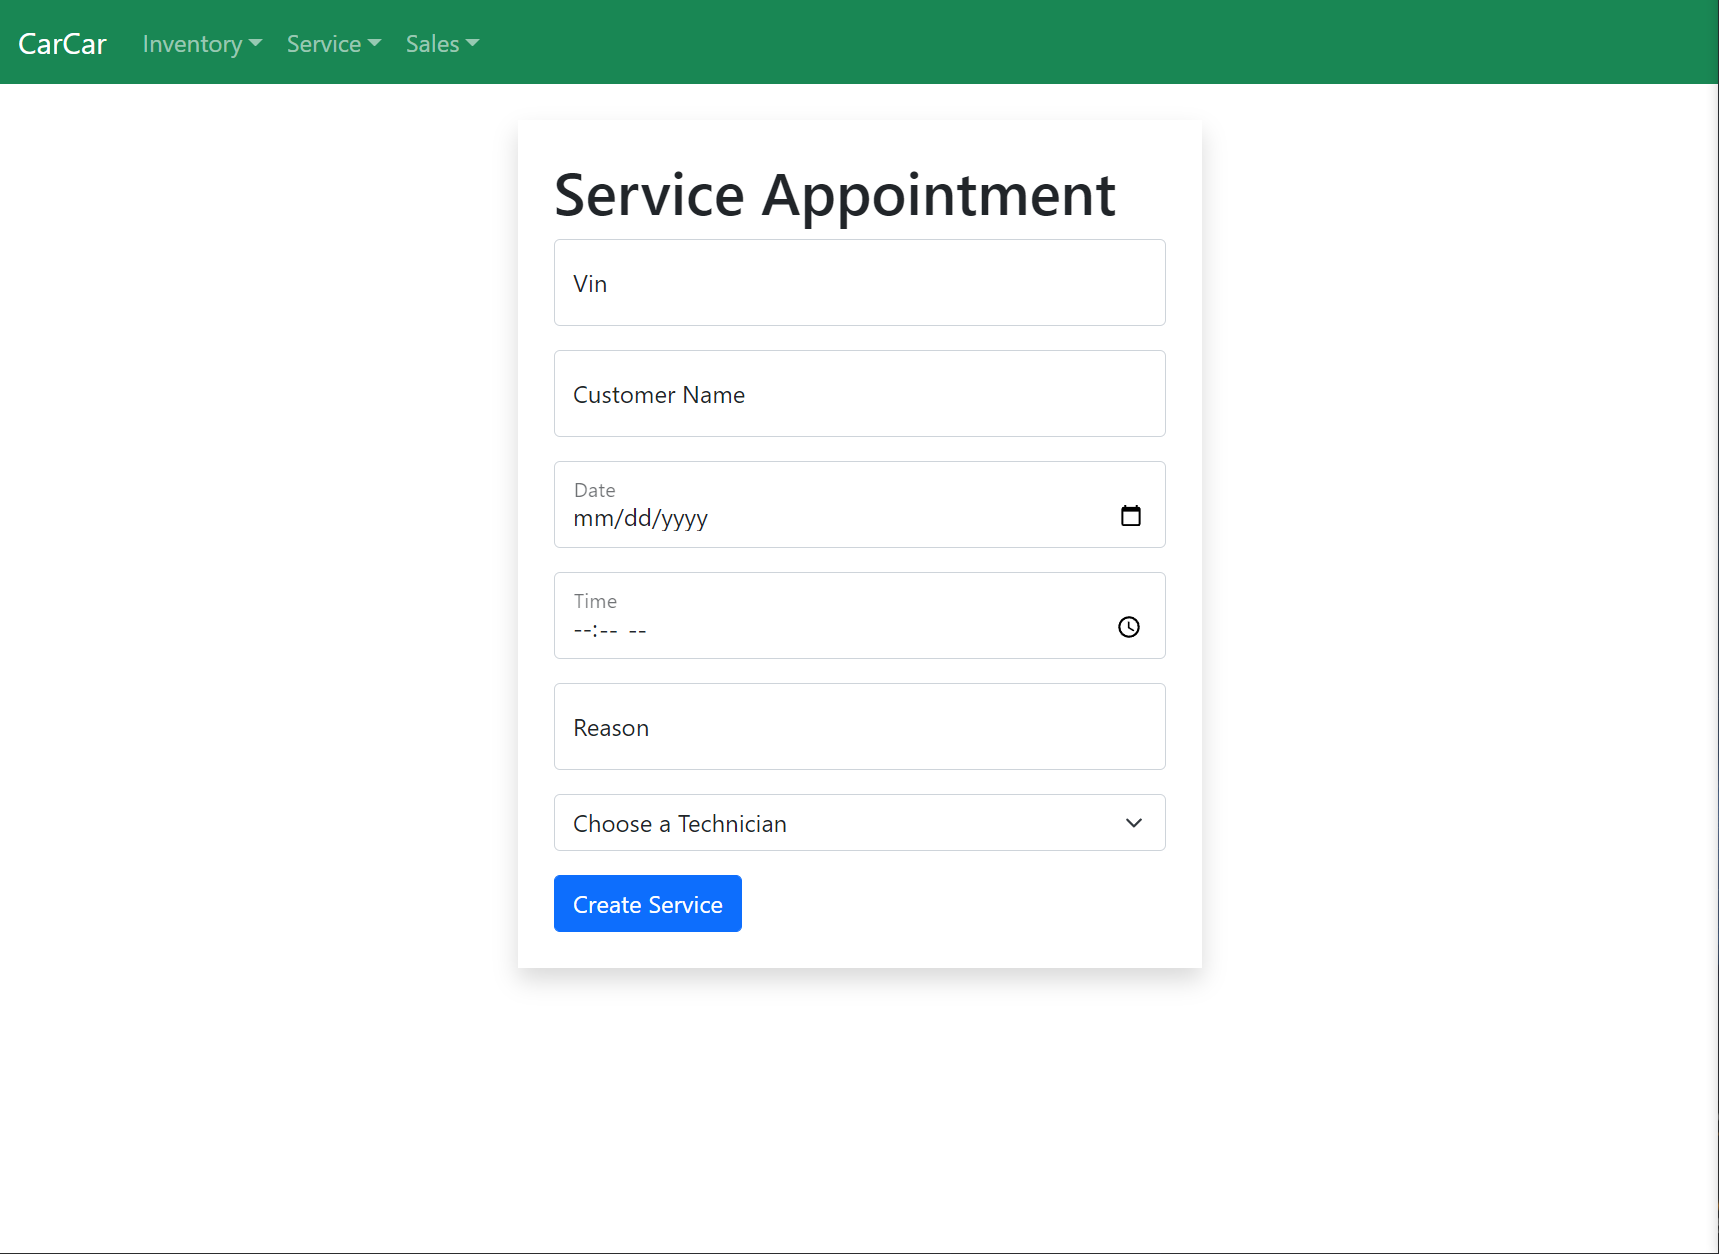 CarCar Inventory Service Sales
Service Appointment
Vin
Customer Name
Date
mm/dd/yyyy
Time
--:-- --
Reason
Choose a Technician
Create Service